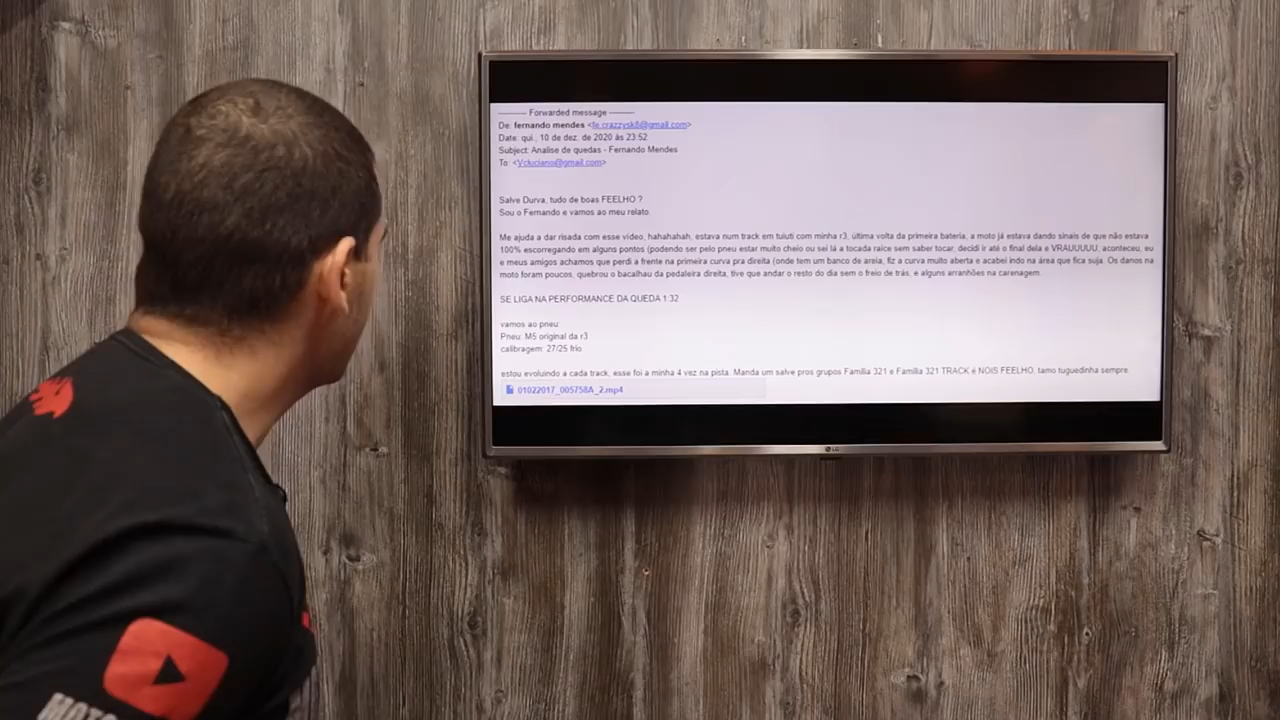 ---------- Forwarded message ----------
De: fernando mendes <fe.crazzysk8@gmail.com>
Date: qui., 10 de dez. de 2020 às 23:52
Subject: Analise de quedas - Fernando Mendes
To: <Ycluciano@gmail.com>
Salve Durva, tudo de boas FEELHO ?
Sou o Fernando e vamos ao meu relato.
Me ajuda a dar risada com esse video, hahahahah, estava num track em tuiuti com minha r3, última volta da primeira bateria, a moto já estava dando sinais de que não estava
100% escorregando em alguns pontos (podendo ser pelo pneu estar muito cheio ou sei lá a tocada raice sem saber tocar, decidi ir até o final dela e VRAUUUUU, aconteceu, eu
e meus amigos achamos que perdi a frente na primeira curva pra direita (onde tem um banco de areia, fiz a curva muito aberta e acabei indo na área que fica suja. Os danos na
moto foram poucos, quebrou o bacalhau da pedaleira direita, tive que andar o resto do dia sem o freio de trás, e alguns arranhões na carenagem.
SE LIGA NA PERFORMANCE DA QUEDA 1:32
vamos ao pneu:
Pneu: M5 original da r3
calibragem: 27/25 frio
estou evoluindo a cada track, esse foi a minha 4 vez na pista. Manda um salve pros grupos Familia 321 e Familia 321 TRACK é NOIS FEELHO, tamo tuguedinha sempre.
01022017_005758A_2.mp4
LG
MOTO